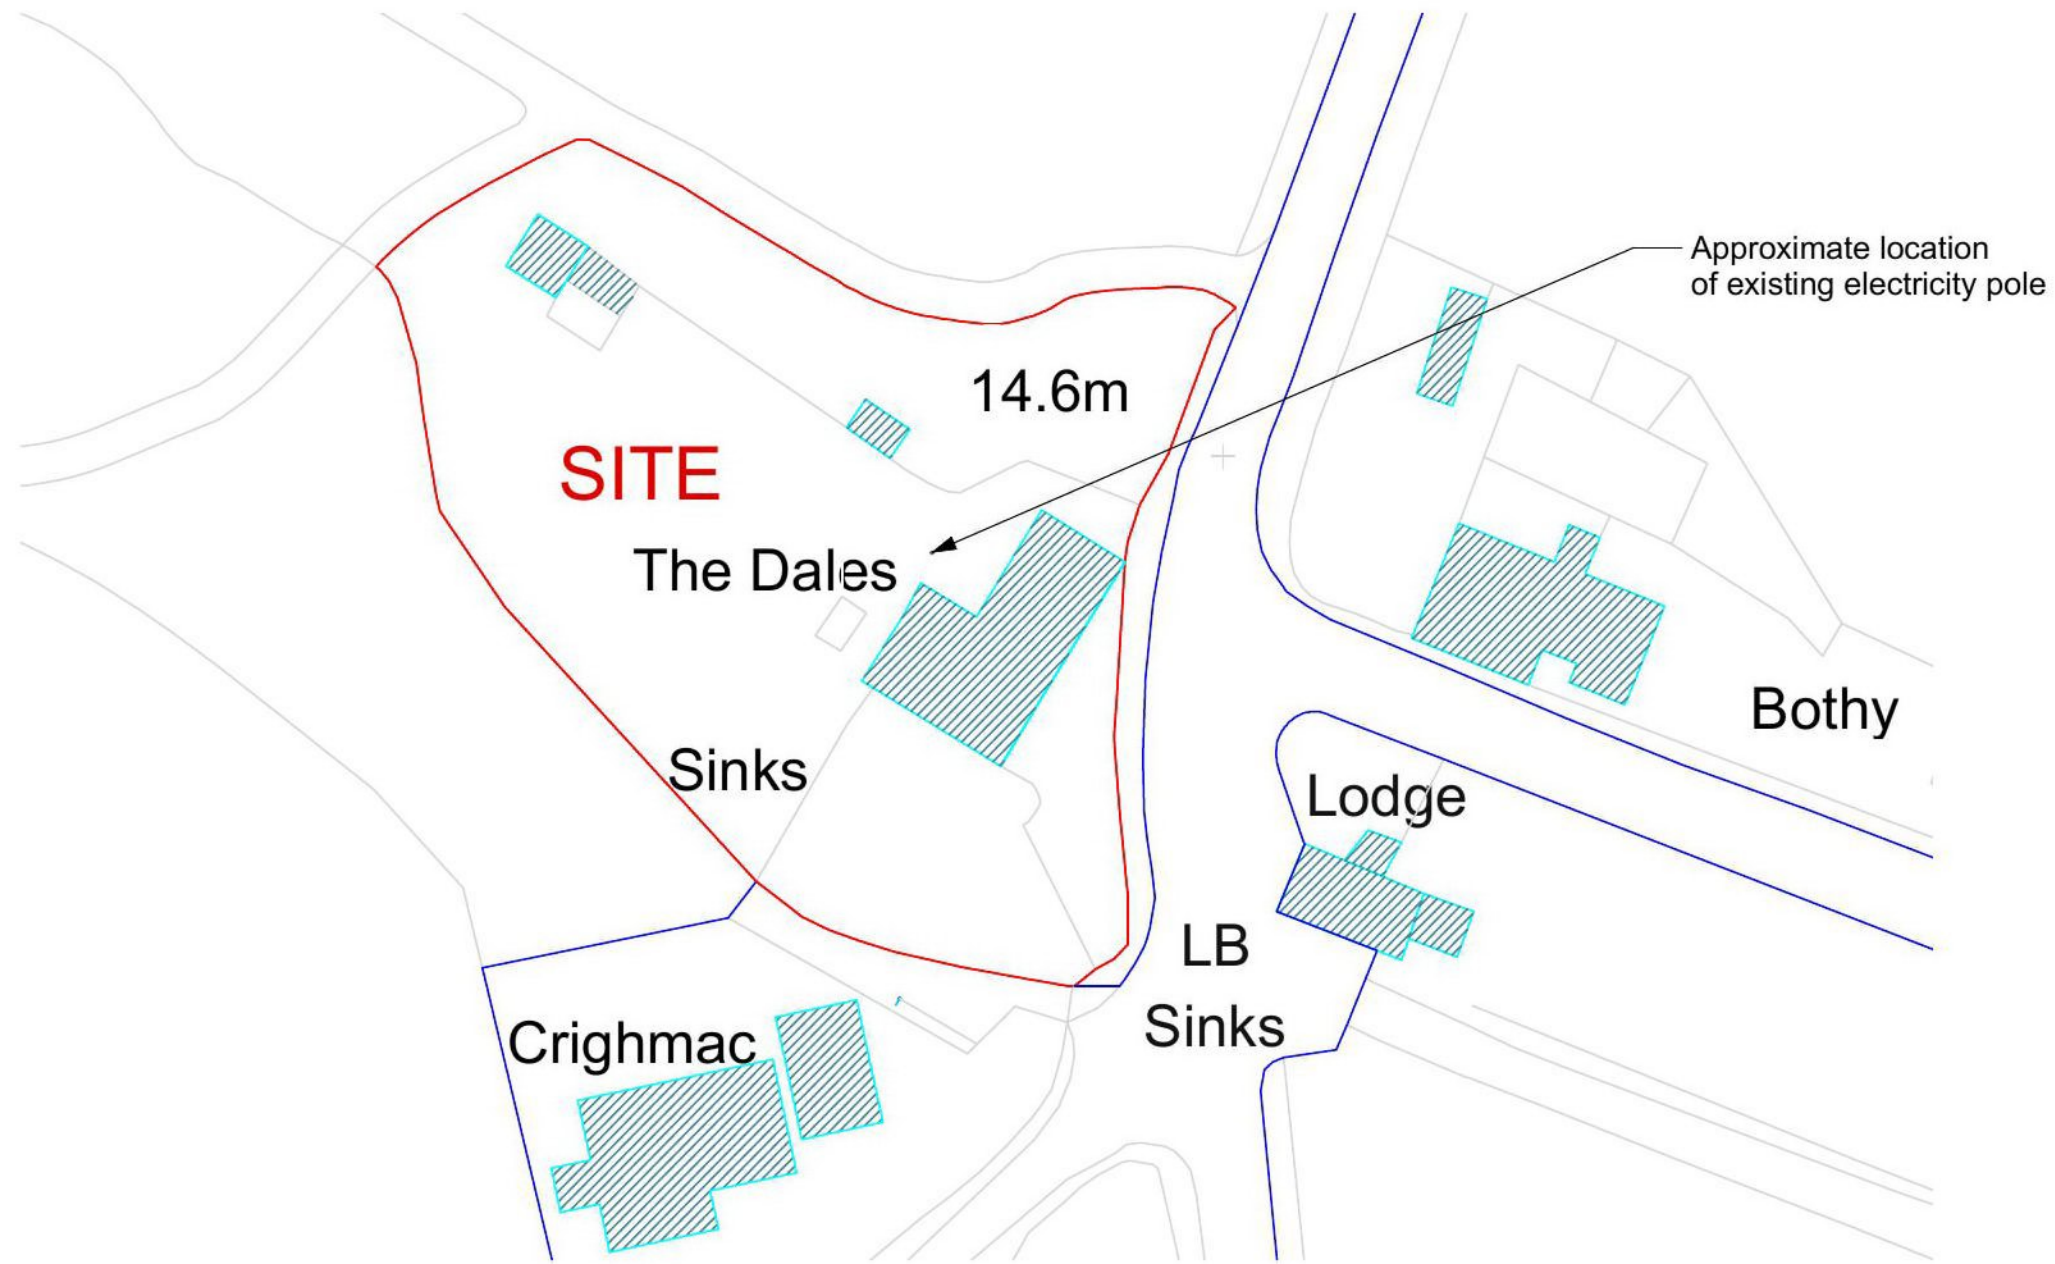 Approximate location
of existing electricity pole
14.6m
SITE
The Dales
Sinks
Bothy
Lodge
LB
Sinks
Crighmac